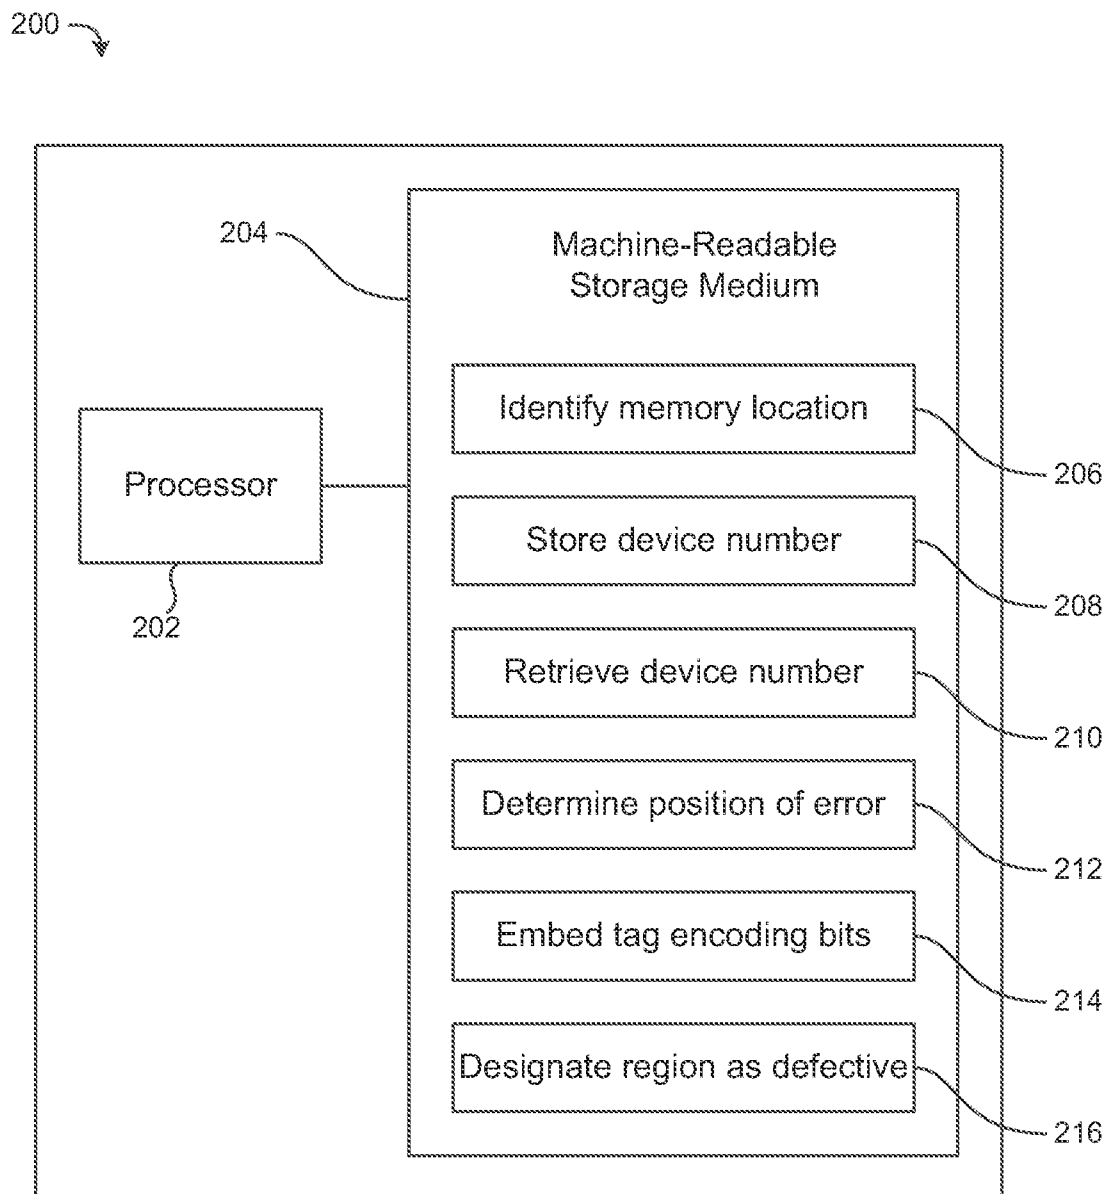 200
204
Machine-Readable
Storage Medium
Identify memory location
206
Processor
202
Store device number
208
Retrieve device number
210
Determine position of error
212
Embed tag encoding bits
214
Designate region as defective
216